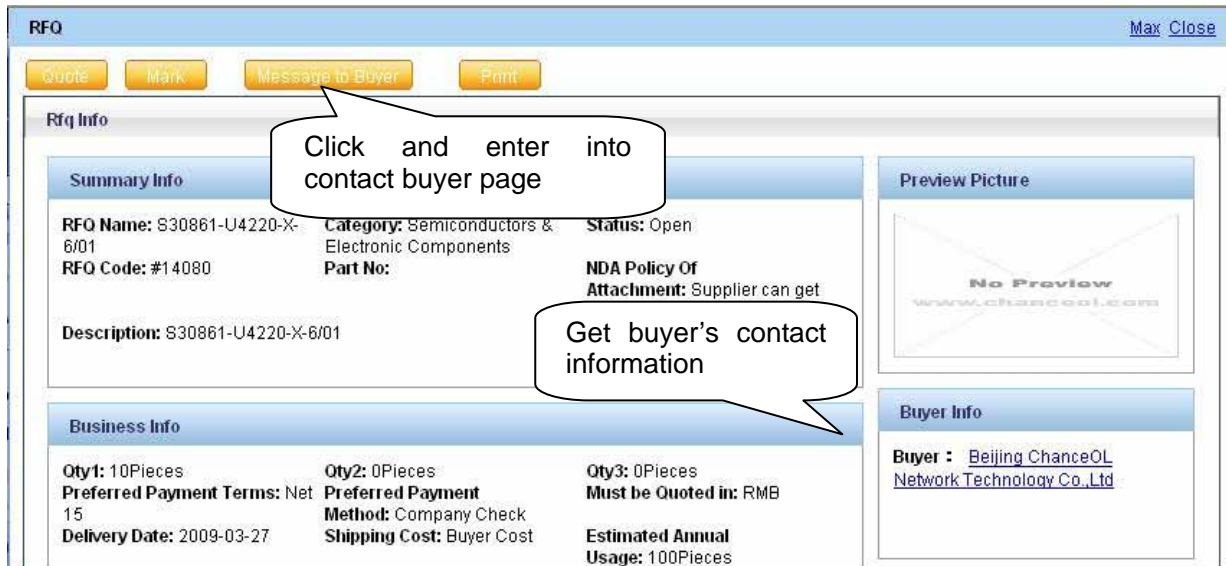 RFQ
Max Close
Quote Mark Message to Buyer Print
Rfq Info
Click and enter into
contact buyer page
Summary Info
RFQ Name: S30861-U4220-X-
6/01
RFQ Code: #14080
Category: Semiconductors &
Electronic Components
Part No:
Status: Open
NDA Policy Of
Attachment: Supplier can get
Description: S30861-U4220-X-6/01
Get buyer’s contact
information
Preview Picture
No Preview
www.chanceol.com
Business Info
Qty1: 10Pieces
Preferred Payment Terms: Net
15
Delivery Date: 2009-03-27
Qty2: 0Pieces
Preferred Payment
Method: Company Check
Shipping Cost: Buyer Cost
Qty3: 0Pieces
Must be Quoted in: RMB
Estimated Annual
Usage: 100Pieces
Buyer Info
Buyer： Beijing ChanceOL
Network Technology Co.,Ltd